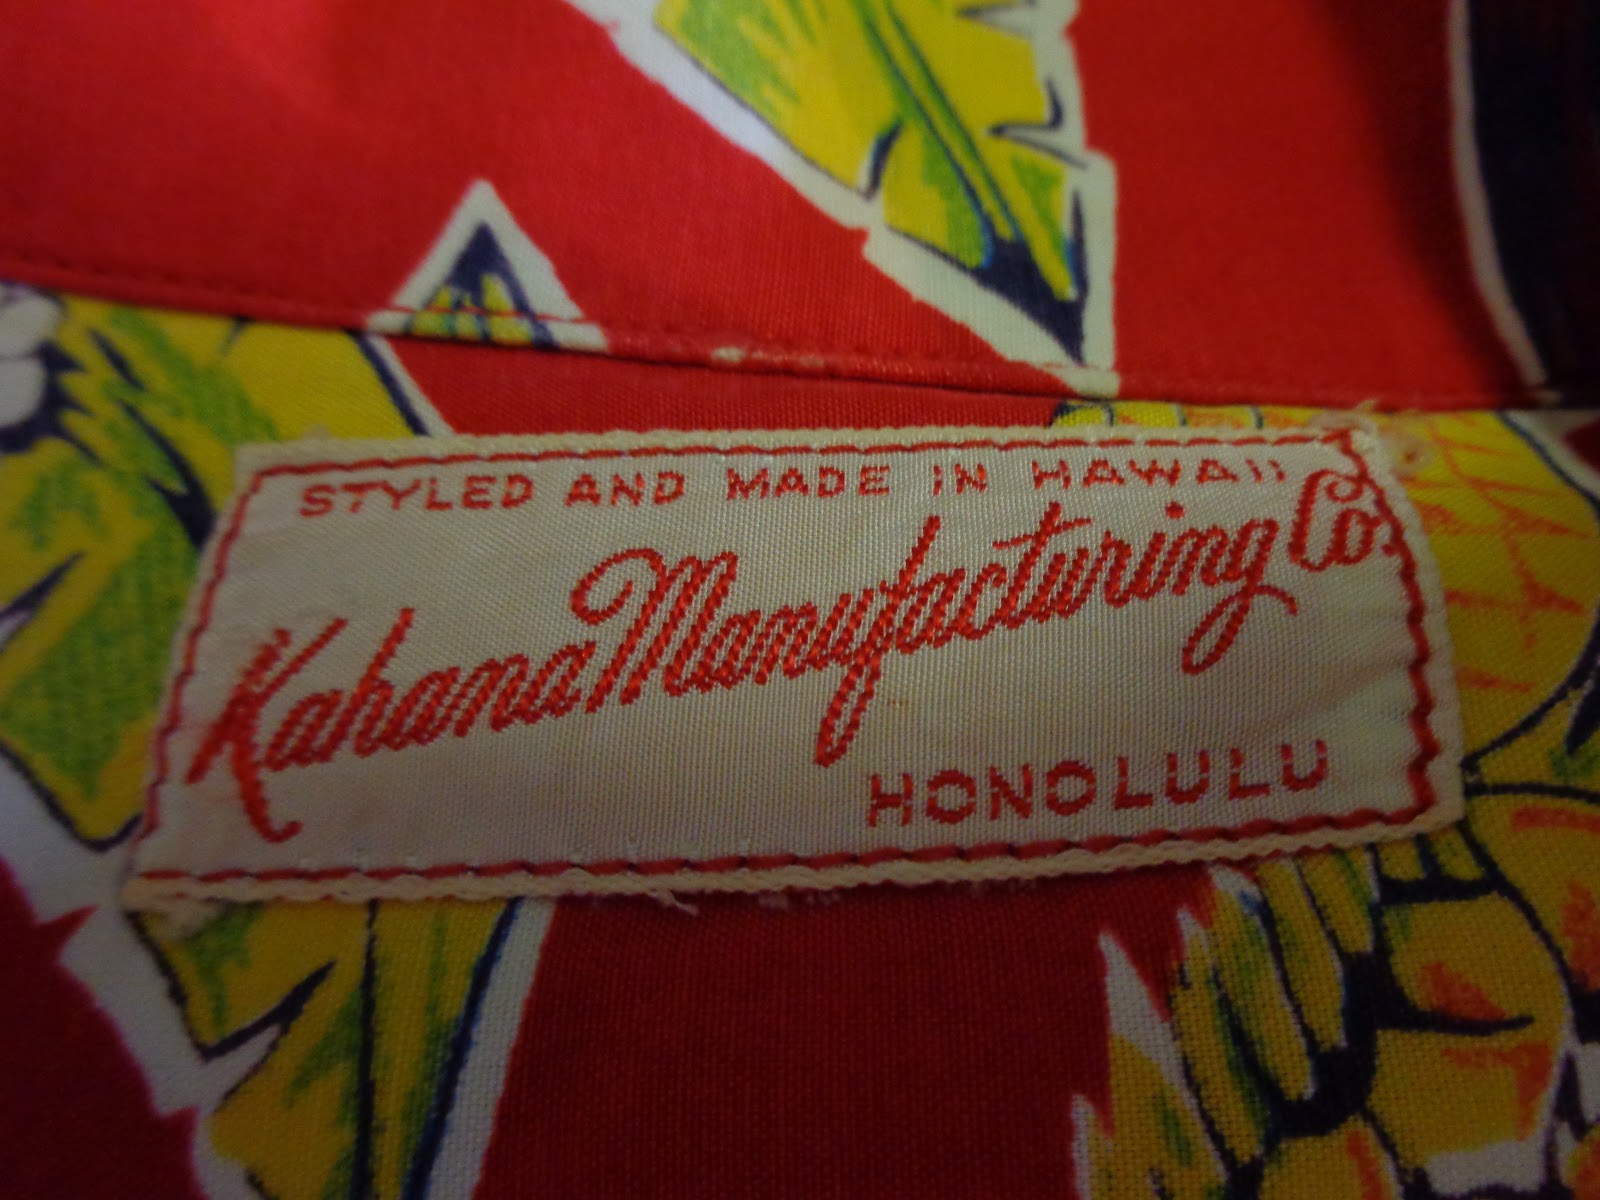 STYLED AND MADE IN HAWAII
Kahana Manufacturing Co.
HONOLULU